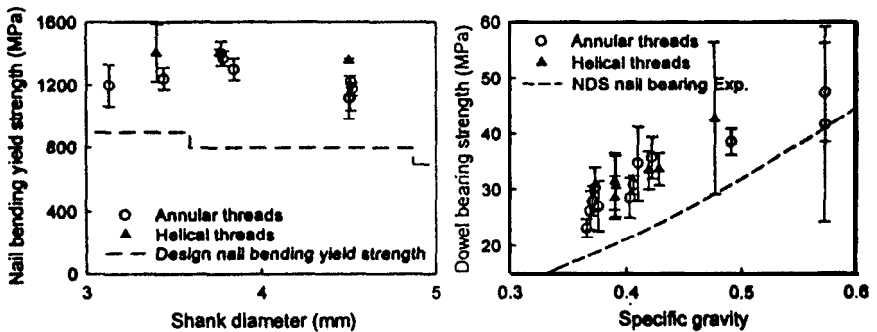 Nail bending yield strength (MPa)
1600
1200
800
400
0
Annular threads
Helical threads
Design nail bending yield strength
3
4
5
Shank diameter (mm)
Dowel bearing strength (MPa)
60
50
40
30
20
Annular threads
Helical threads
NDS nail bearing Exp.
0.3
0.4
0.5
0.6
Specific gravity